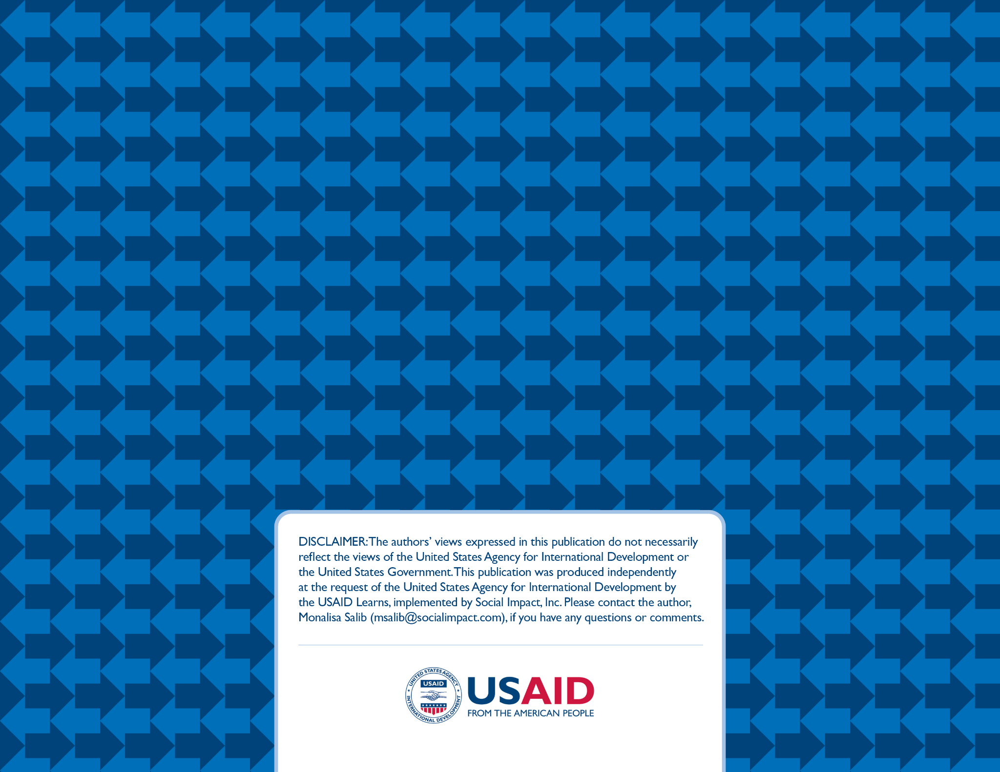 DISCLAIMER: The authors’ views expressed in this publication do not necessarily
reflect the views of the United States Agency for International Development or
the United States Government. This publication was produced independently
at the request of the United States Agency for International Development by
the USAID Learns, implemented by Social Impact, Inc. Please contact the author,
Monalisa Salib (msalib@socialimpact.com), if you have any questions or comments.
UNITED STATES AGENCY
USAID
INTERNATIONAL DEVELOPMENT
USAID
FROM THE AMERICAN PEOPLE